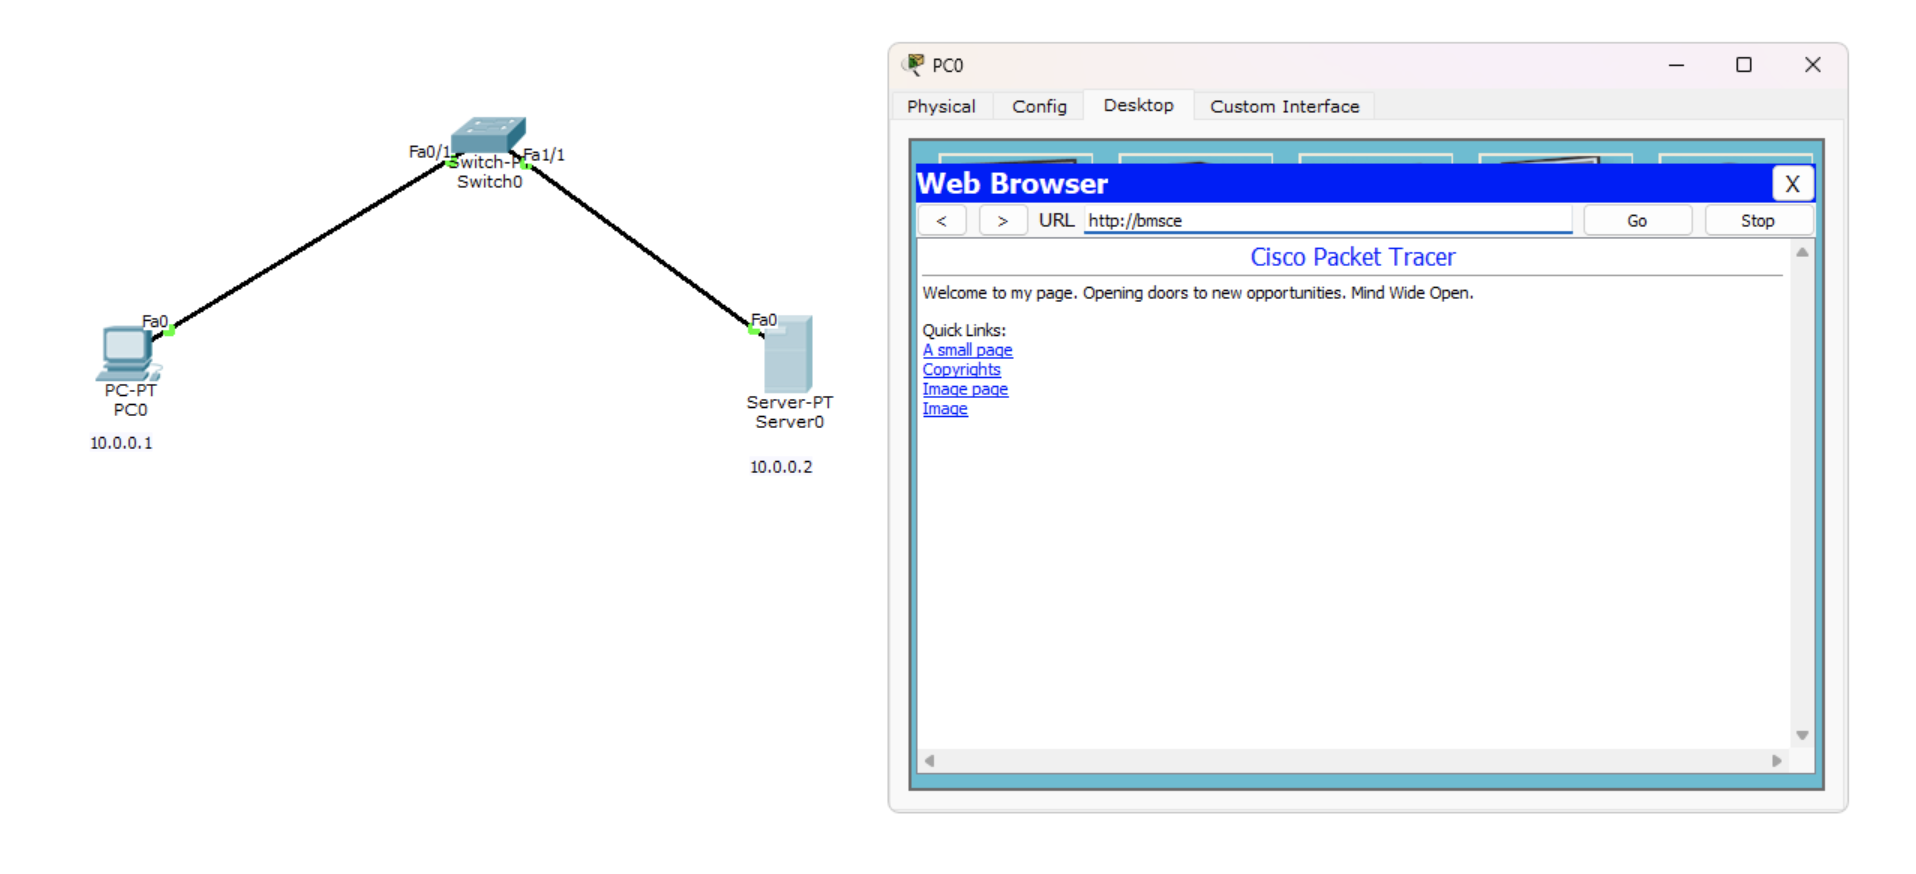 Fa0/1
Fa1/1
Switch-P
Switch0
Fa0
PC-PT
PC0
10.0.0.1
Fa0
Server-PT
Server0
10.0.0.2
PC0
Physical Config Desktop Custom Interface
Web Browser X
< > URL http://bmsce Go Stop
Cisco Packet Tracer
Welcome to my page. Opening doors to new opportunities. Mind Wide Open.
Quick Links:
A small page
Copyrights
Image page
Image